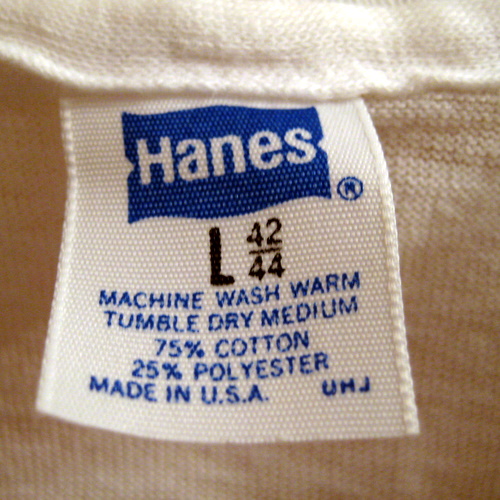 Hanes ®
L 42/44
MACHINE WASH WARM
TUMBLE DRY MEDIUM
75% COTTON
25% POLYESTER
MADE IN U.S.A. UHJ